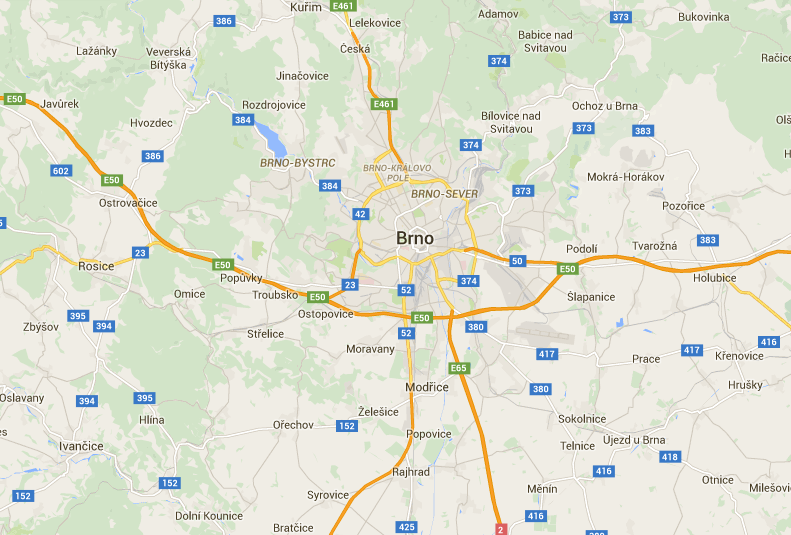 Kuřim
E461
Lelekovice
Adamov
373
Bukovinka
386
Lažánky
Veverská
Bítýška
Česká
Babice nad
Svitavou
374
Jinačovice
E50
Javůrek
Rozdrojovice
E461
Ochoz u Brna
Hvozdec
384
Bílovice nad
Svitavou
373
383
374
386
BRNO-BYSTRC
BRNO-KRÁLOVO
POLE
602
E50
384
BRNO-SEVER
373
Mokrá-Horákov
Ostrovačice
42
Pozořice
Brno
383
23
Podolí
Tvarožná
50
E50
Rosice
E50
Popůvky
23
374
Holubice
Omice
Troubsko
E50
52
Šlapanice
395
394
Ostopovice
E50
380
Zbýšov
Střelice
52
416
Moravany
417
Prace
417
Křenovice
E65
Modřice
380
Hrušky
Oslavany
394
395
Želešice
Hlína
Ořechov
152
Sokolnice
Popovice
Telnice
Újezd u Brna
Ivančice
418
Rajhrad
416
152
152
Syrovice
Měnín
Otnice
Dolní Kounice
416
Bratčice
425
2